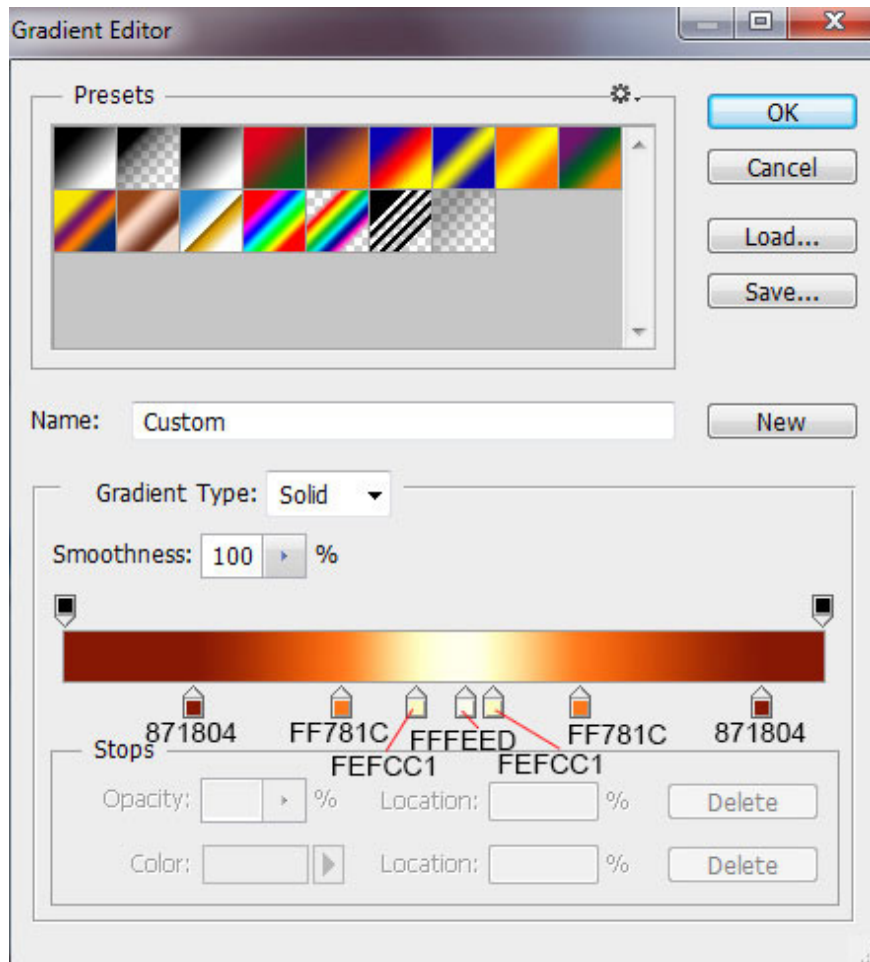 Gradient Editor
Presets
OK
Cancel
Load...
Save...
Name: Custom
New
Gradient Type: Solid
Smoothness: 100 %
871804 FF781C FFFEED FF781C 871804
FEFCC1 FEFCC1
Stops
Opacity: % Location: % Delete
Color: Location: % Delete